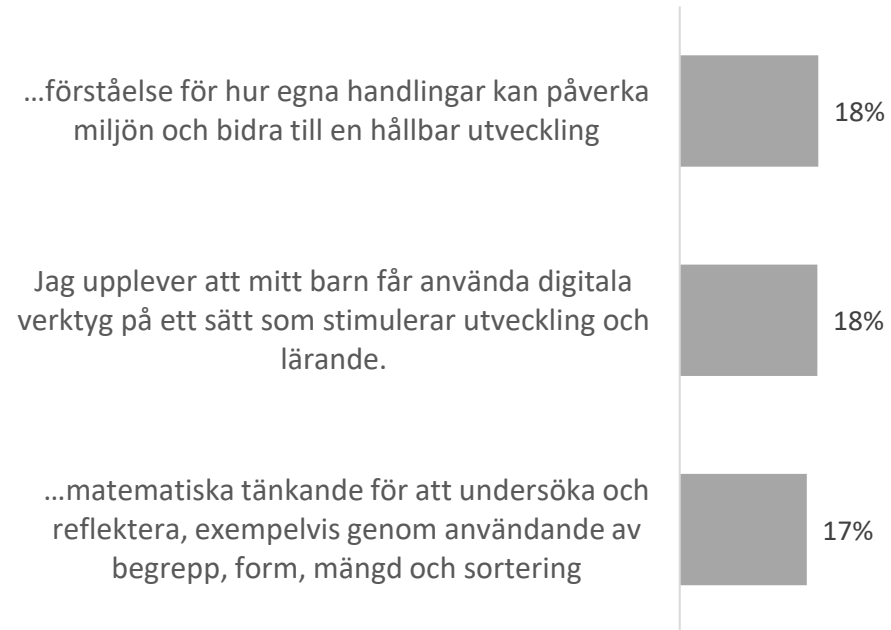 …förståelse för hur egna handlingar kan påverka
miljön och bidra till en hållbar utveckling
18%
Jag upplever att mitt barn får använda digitala
verktyg på ett sätt som stimulerar utveckling och
lärande.
18%
…matematiska tänkande för att undersöka och
reflektera, exempelvis genom användande av
begrepp, form, mängd och sortering
17%